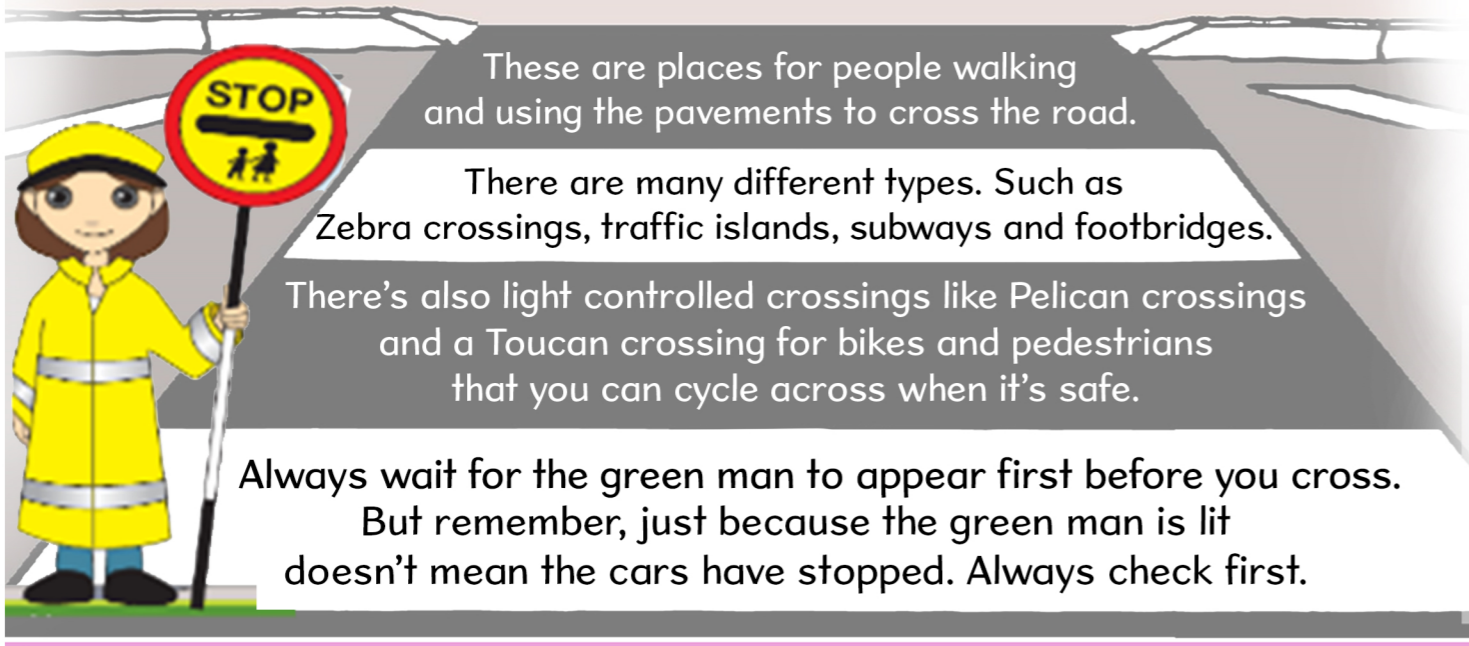 STOP
These are places for people walking
and using the pavements to cross the road.
There are many different types. Such as
Zebra crossings, traffic islands, subways and footbridges.
There's also light controlled crossings like Pelican crossings
and a Toucan crossing for bikes and pedestrians
that you can cycle across when it's safe.
Always wait for the green man to appear first before you cross.
But remember, just because the green man is lit
doesn't mean the cars have stopped. Always check first.